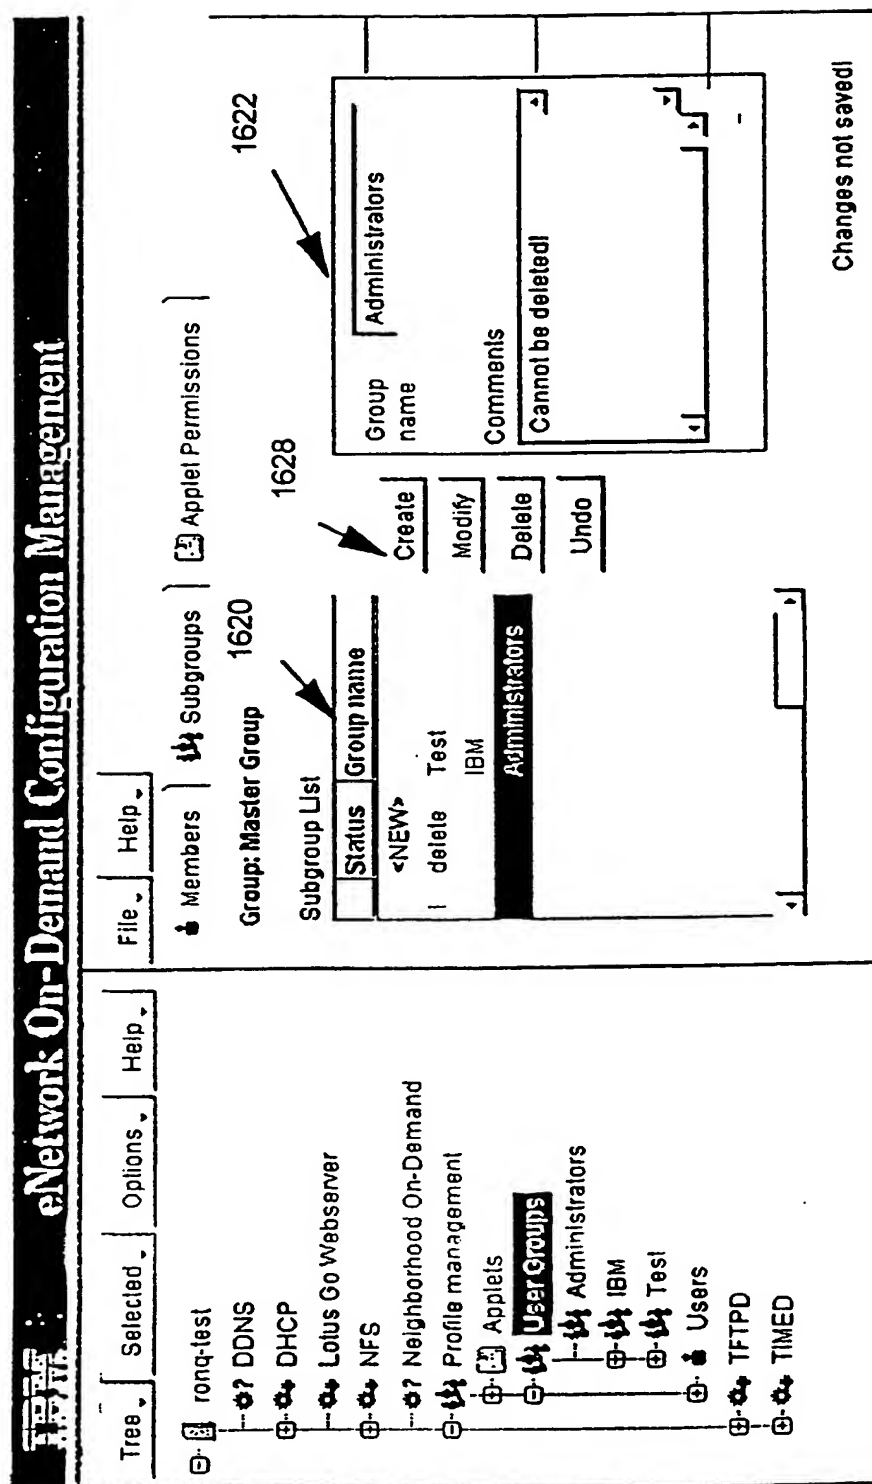 IBM eNetwork On-Demand Configuration Management
Tree Selected Options Help
ronq-test
? DDNS
DHCP
Lotus Go Webserver
NFS
? Neighborhood On-Demand
Profile management
Applets
User Groups
Administrators
IBM
Test
Users
TFTPD
TIMED
File Help
Members Subgroups Applet Permissions
Group: Master Group
Subgroup List
1620
Status Group name
<NEW>
delete Test
IBM
Administrators
1628
Create
Modify
Delete
Undo
1622
Group name
Administrators
Comments
Cannot be deleted!
Changes not saved!